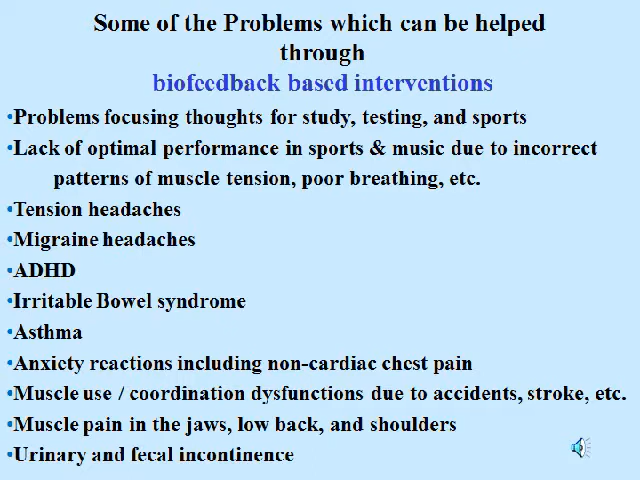 Some of the Problems which can be helped
through
biofeedback based interventions
•Problems focusing thoughts for study, testing, and sports
•Lack of optimal performance in sports & music due to incorrect
patterns of muscle tension, poor breathing, etc.
•Tension headaches
•Migraine headaches
•ADHD
•Irritable Bowel syndrome
•Asthma
•Anxiety reactions including non-cardiac chest pain
•Muscle use / coordination dysfunctions due to accidents, stroke, etc.
•Muscle pain in the jaws, low back, and shoulders
•Urinary and fecal incontinence